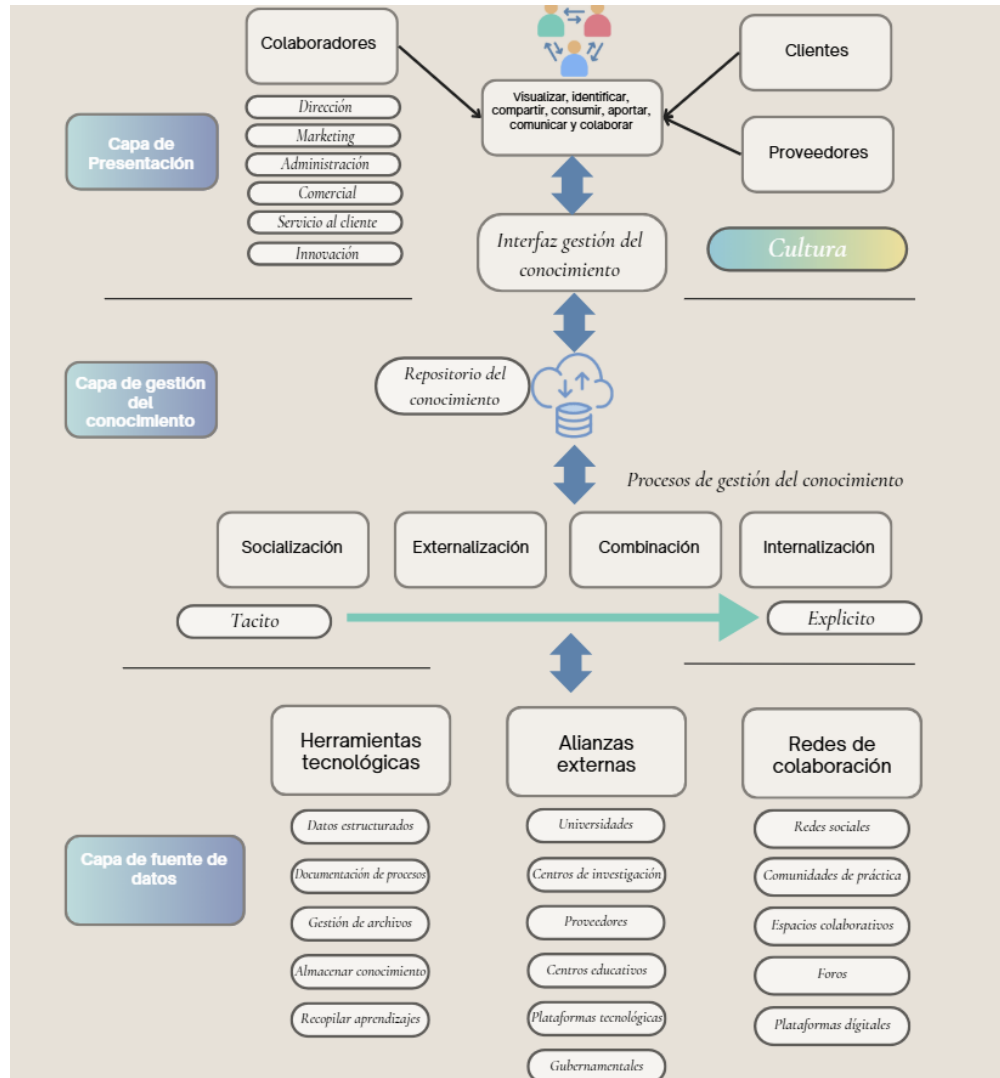 Colaboradores
Clientes
Visualizar, identificar,
compartir, consumir, aportar,
comunicar y colaborar
Dirección
Marketing
Capa de
Presentación
Proveedores
Administración
Comercial
Servicio al cliente
Innovación
Interfaz gestión del
conocimiento
Cultura
Capa de gestión
del
conocimiento
Repositorio del
conocimiento
Procesos de gestión del conocimiento
Socialización
Externalización
Combinación
Internalización
Tacito
Explicito
Herramientas
tecnológicas
Alianzas
externas
Redes de
colaboración
Capa de fuente de
datos
Datos estructurados
Documentación de procesos
Gestión de archivos
Almacenar conocimiento
Recopilar aprendizajes
Universidades
Centros de investigación
Proveedores
Centros educativos
Plataformas tecnológicas
Gubernamentales
Redes sociales
Comunidades de práctica
Espacios colaborativos
Foros
Plataformas dígitales